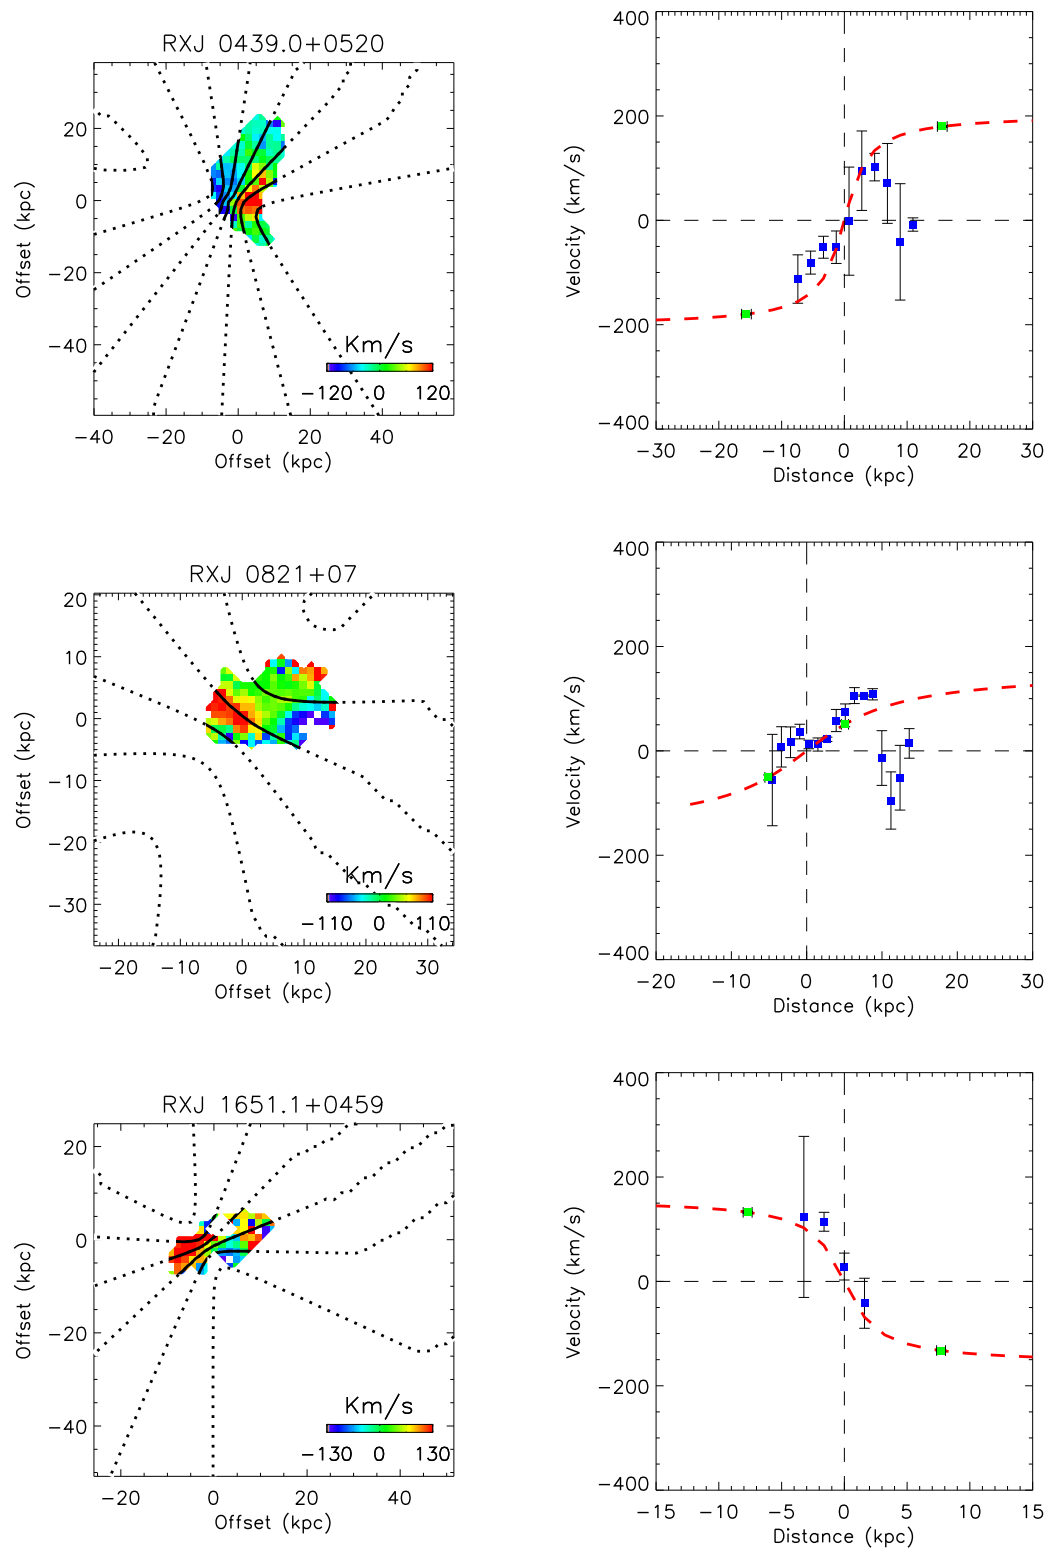 RXJ 0439.0+0520
20
0
−20
−40
Offset (kpc)
Km/s
−120 0 120
−40 −20 0 20 40
Offset (kpc)
400
200
0
−200
−400
Velocity (km/s)
−30 −20 −10 0 10 20 30
Distance (kpc)
RXJ 0821+07
20
10
0
−10
−20
−30
Offset (kpc)
Km/s
−110 0 110
−20 −10 0 10 20 30
Offset (kpc)
400
200
0
−200
−400
Velocity (km/s)
−20 −10 0 10 20 30
Distance (kpc)
RXJ 1651.1+0459
20
0
−20
−40
Offset (kpc)
Km/s
−130 0 130
−20 0 20 40
Offset (kpc)
400
200
0
−200
−400
Velocity (km/s)
−15 −10 −5 0 5 10 15
Distance (kpc)